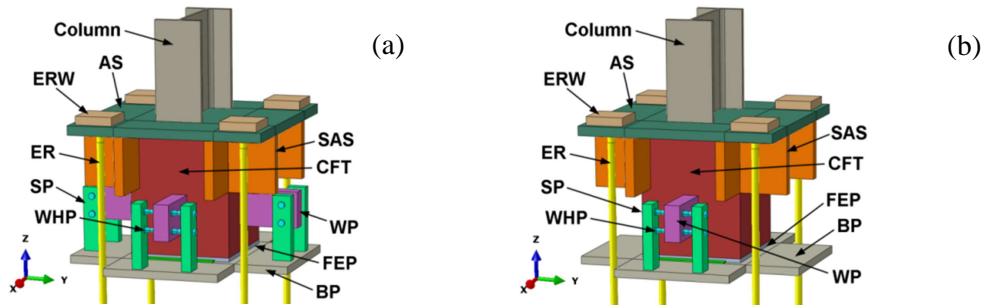 Column
(a)
AS
ERW
SAS
ER
CFT
SP
WHP
WP
FEP
BP
Z
Y
X
Column
(b)
AS
ERW
SAS
ER
CFT
SP
FEP
WHP
BP
WP
Z
Y
X